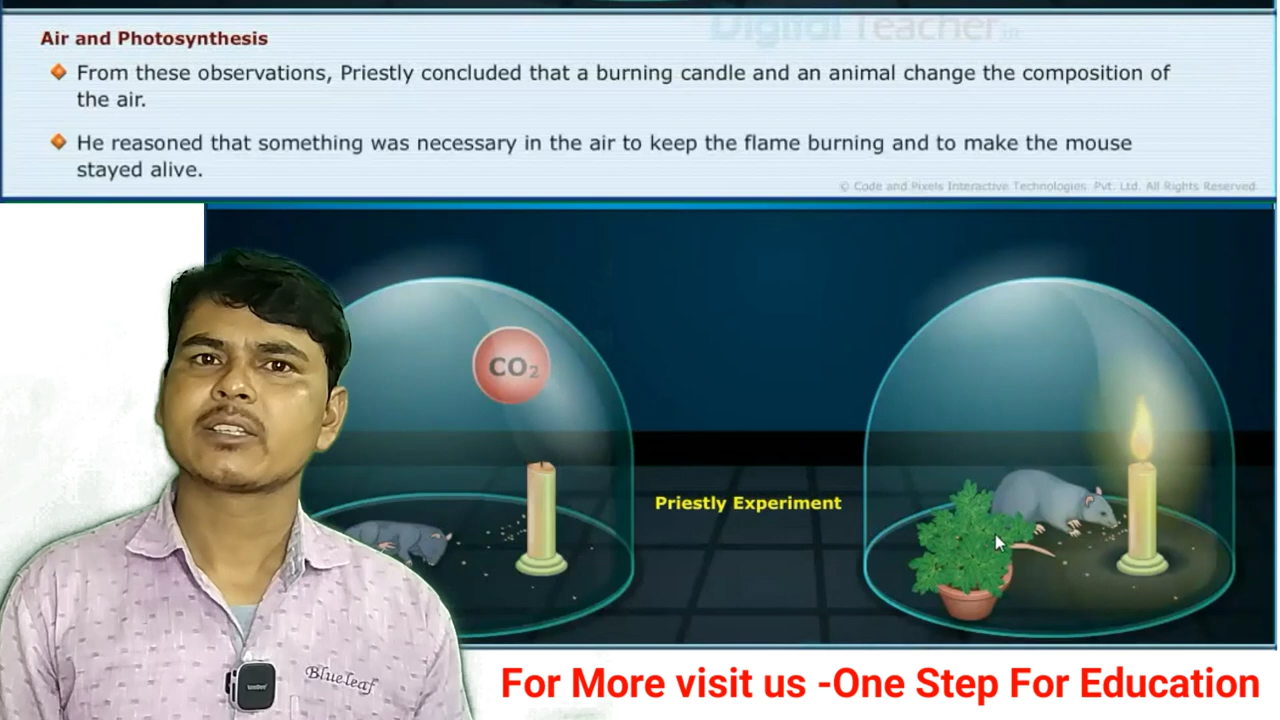 Digital Teacher.in
Air and Photosynthesis
From these observations, Priestly concluded that a burning candle and an animal change the composition of
the air.
He reasoned that something was necessary in the air to keep the flame burning and to make the mouse
stayed alive.
© Code and Pixels Interactive Technologies. Pvt. Ltd. All Rights Reserved.
CO₂
Priestly Experiment
Blueleaf
For More visit us -One Step For Education